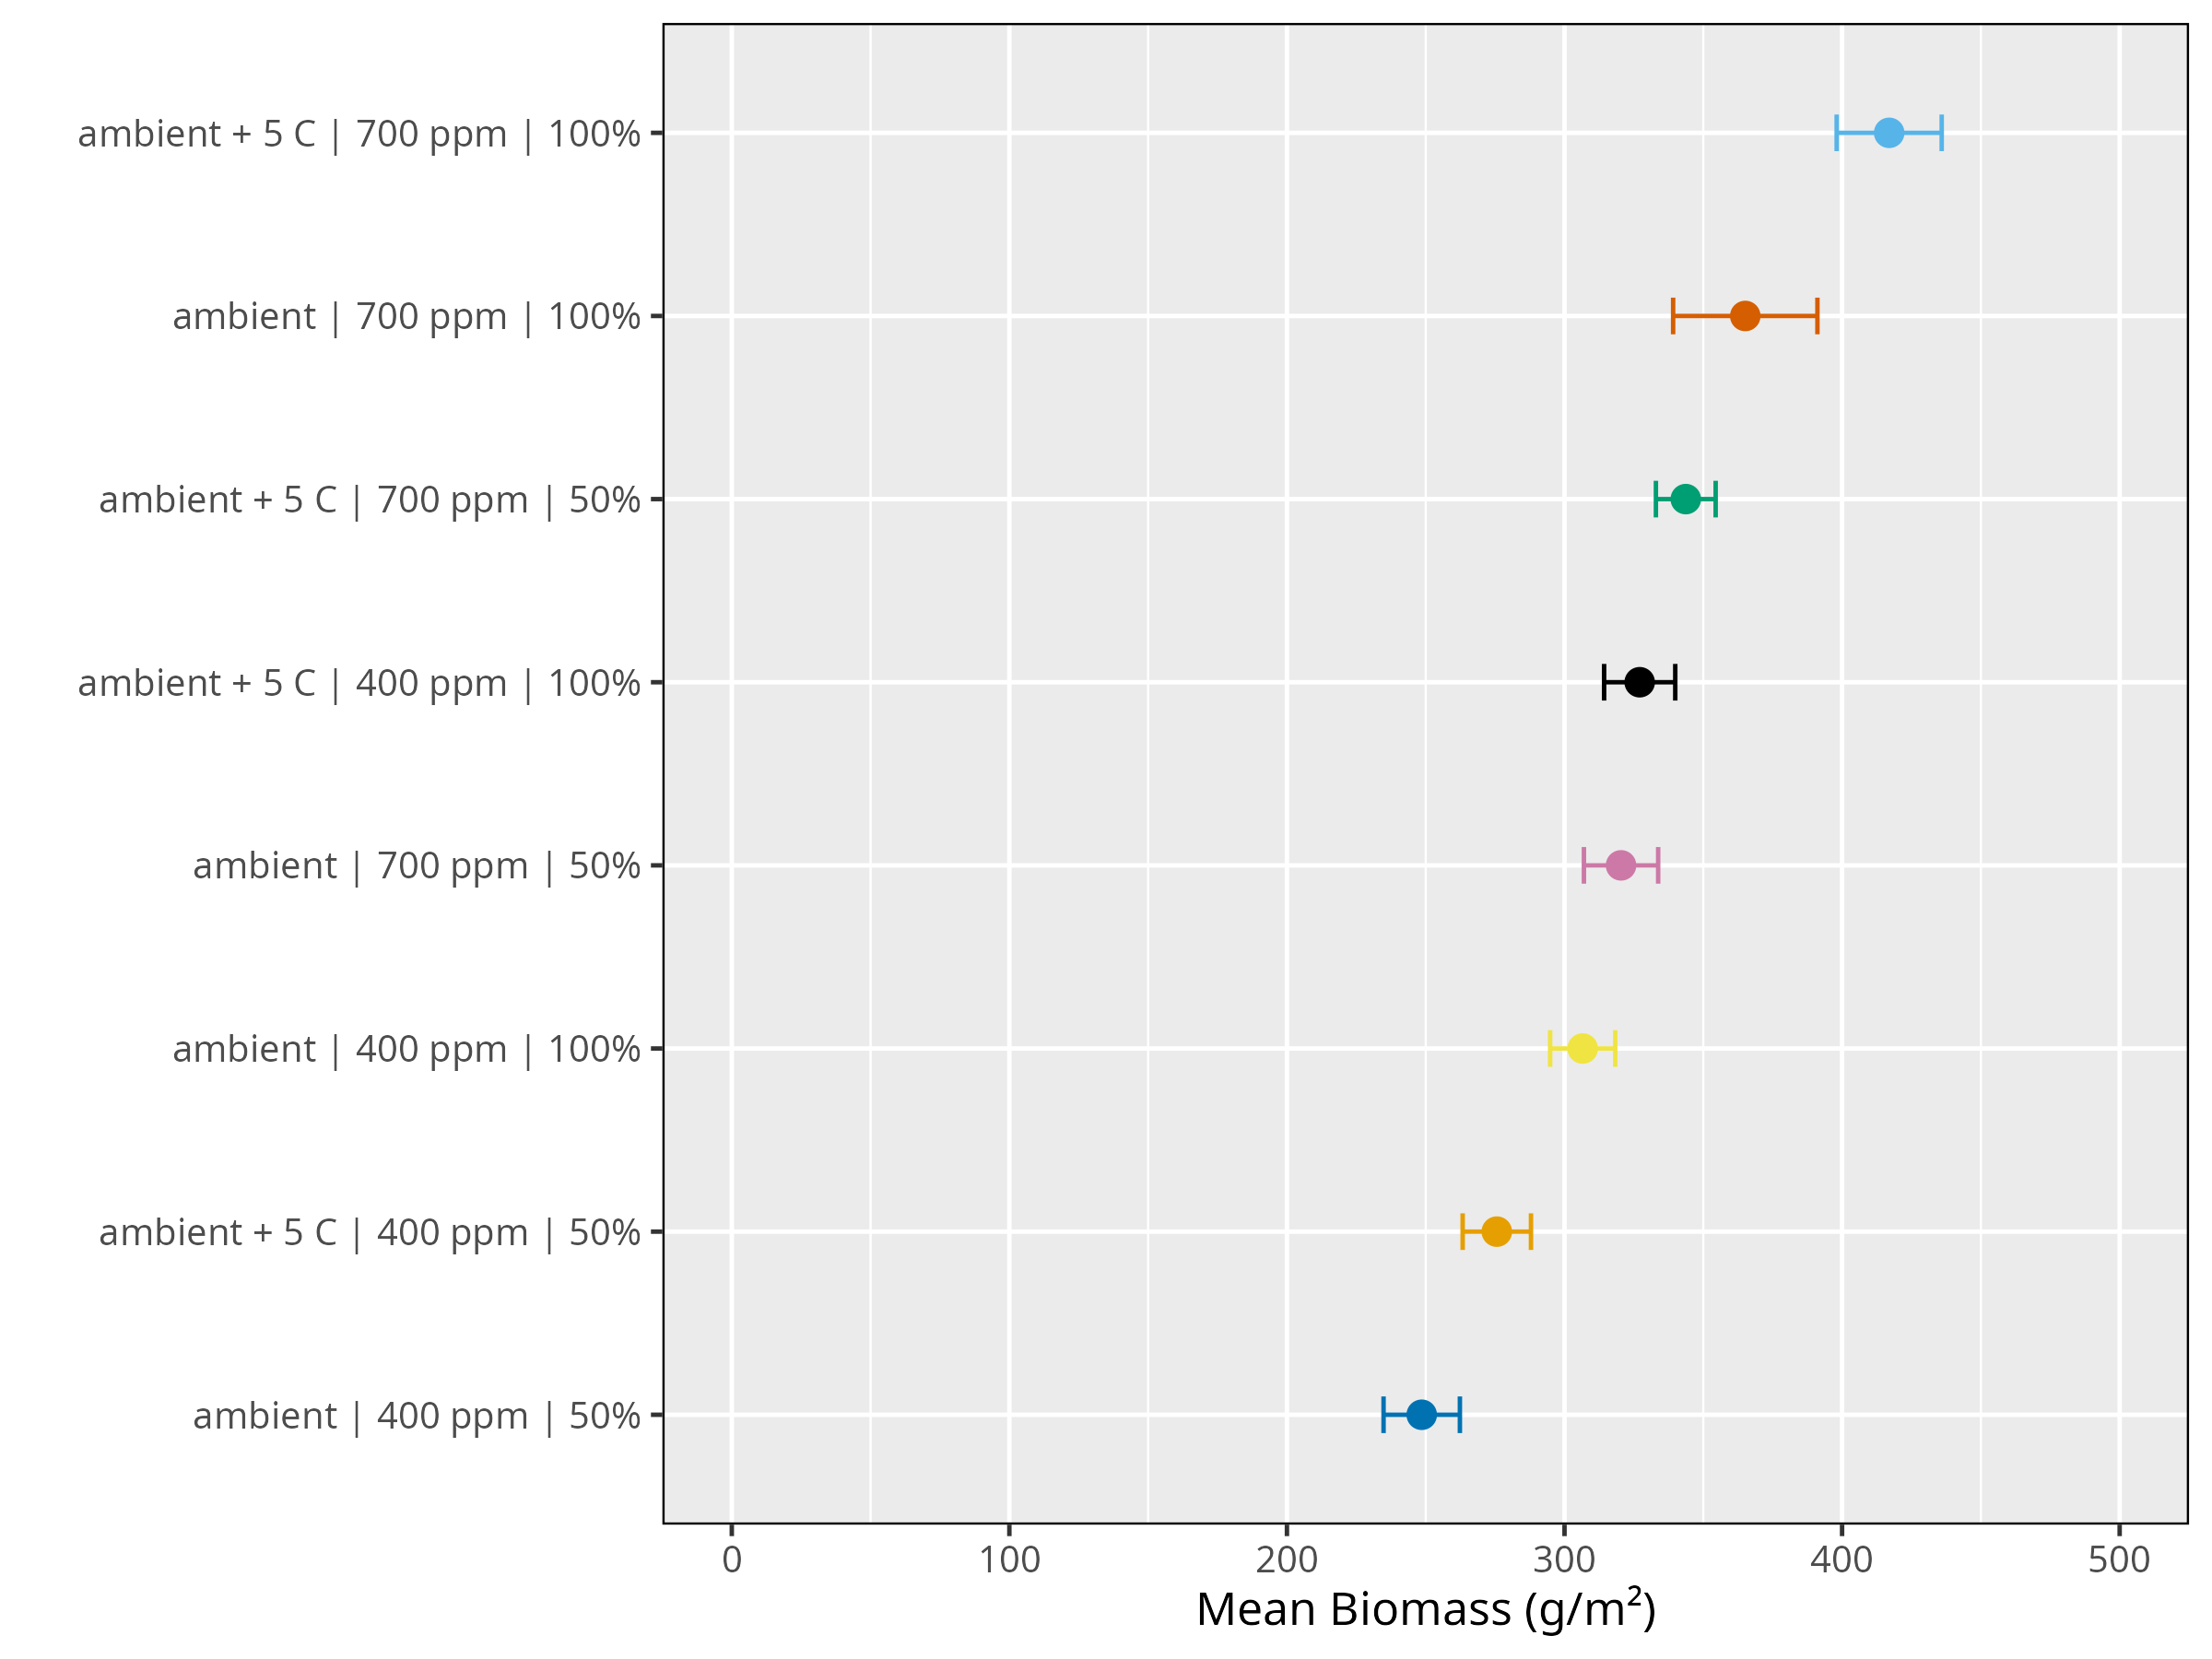 ambient + 5 C | 700 ppm | 100%
ambient | 700 ppm | 100%
ambient + 5 C | 700 ppm | 50%
ambient + 5 C | 400 ppm | 100%
ambient | 700 ppm | 50%
ambient | 400 ppm | 100%
ambient + 5 C | 400 ppm | 50%
ambient | 400 ppm | 50%
0 100 200 300 400 500
Mean Biomass (g/m²)